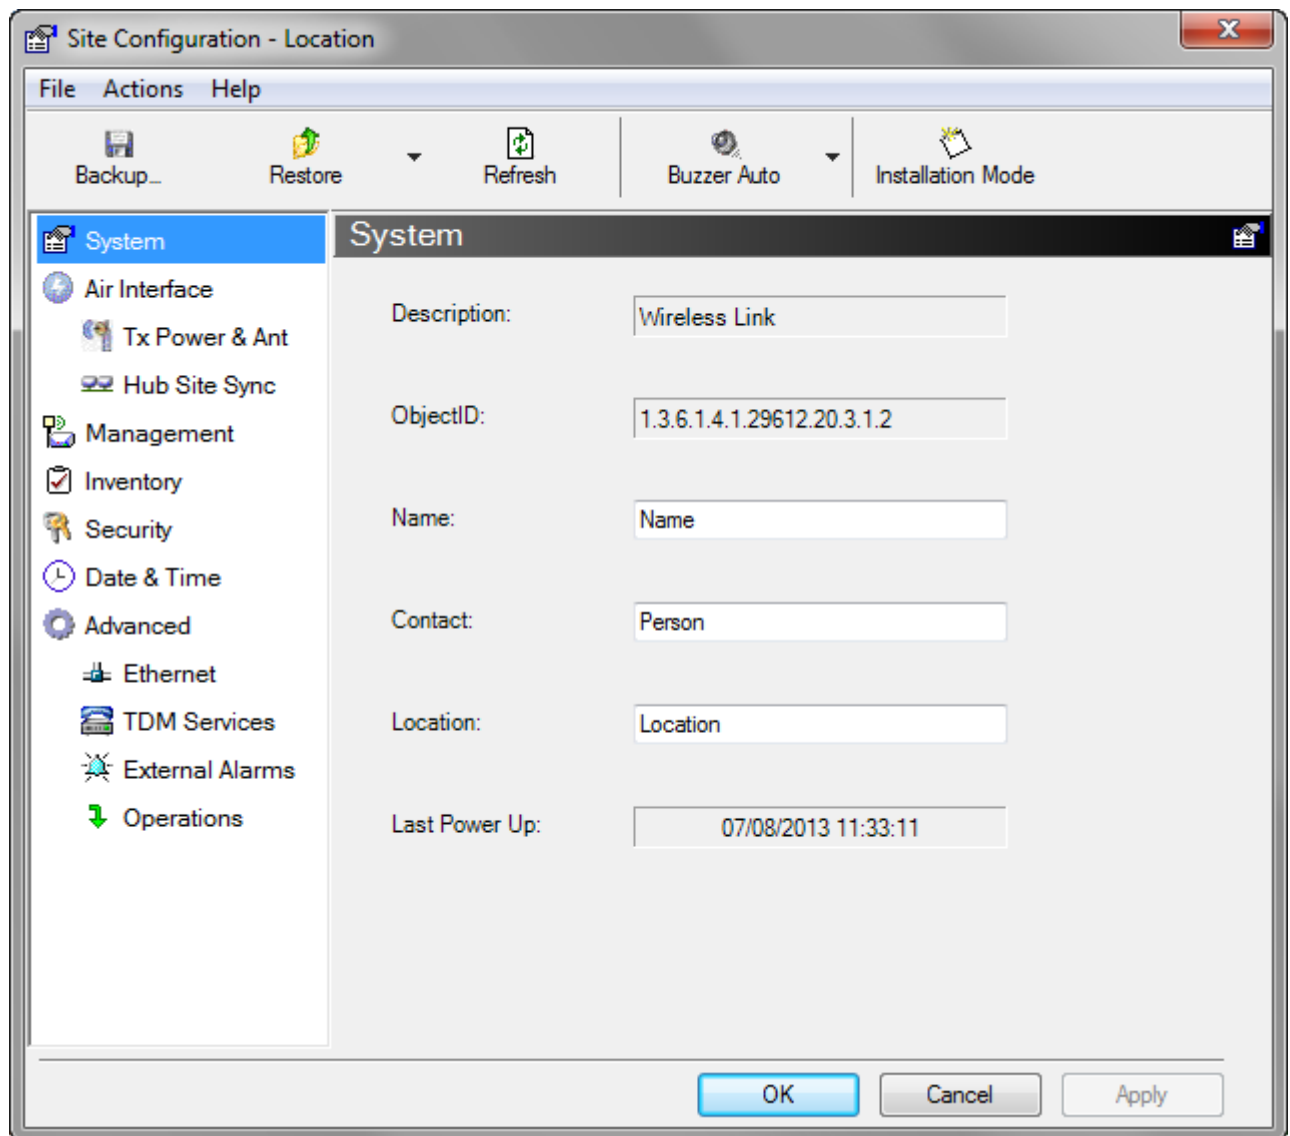 Site Configuration - Location
File Actions Help
Backup... Restore Refresh Buzzer Auto Installation Mode
System
Air Interface
Tx Power & Ant
Hub Site Sync
Management
Inventory
Security
Date & Time
Advanced
Ethernet
TDM Services
External Alarms
Operations
System
Description: Wireless Link
ObjectID: 1.3.6.1.4.1.29612.20.3.1.2
Name: Name
Contact: Person
Location: Location
Last Power Up: 07/08/2013 11:33:11
OK Cancel Apply